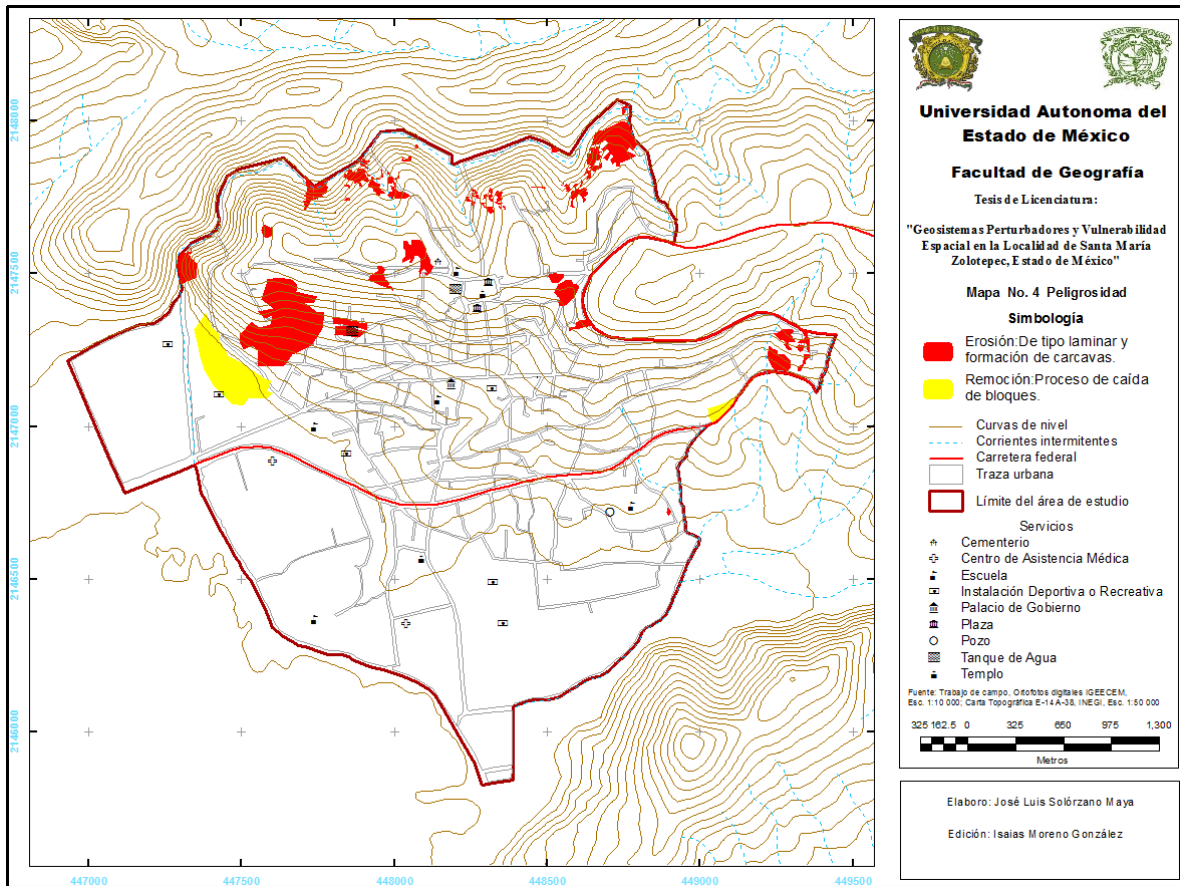 Universidad Autonoma del
Estado de México
Facultad de Geografía
Tesis de Licenciatura:
"Geosistemas Perturbadores y Vulnerabilidad
Espacial en la Localidad de Santa María
Zolotepec, Estado de México"
Mapa No. 4 Peligrosidad
Simbología
Erosión:De tipo laminar y
formación de carcavas.
Remoción:Proceso de caída
de bloques.
Curvas de nivel
Corrientes intermitentes
Carretera federal
Traza urbana
Límite del área de estudio
Servicios
Cementerio
Centro de Asistencia Médica
Escuela
Instalación Deportiva o Recreativa
Palacio de Gobierno
Plaza
Pozo
Tanque de Agua
Templo
Fuente: Trabajo de campo, Ortofotos digitales IGEECEM,
Esc. 1:10 000; Carta Topográfica E-14 A-38, INEGI, Esc. 1:50 000
325 162.5 0 325 650 975 1,300
Metros
Elaboro: José Luis Solórzano Maya
Edición: Isaias Moreno González
2148000
2147500
2147000
2146500
2146000
447000 447500 448000 448500 449000 449500